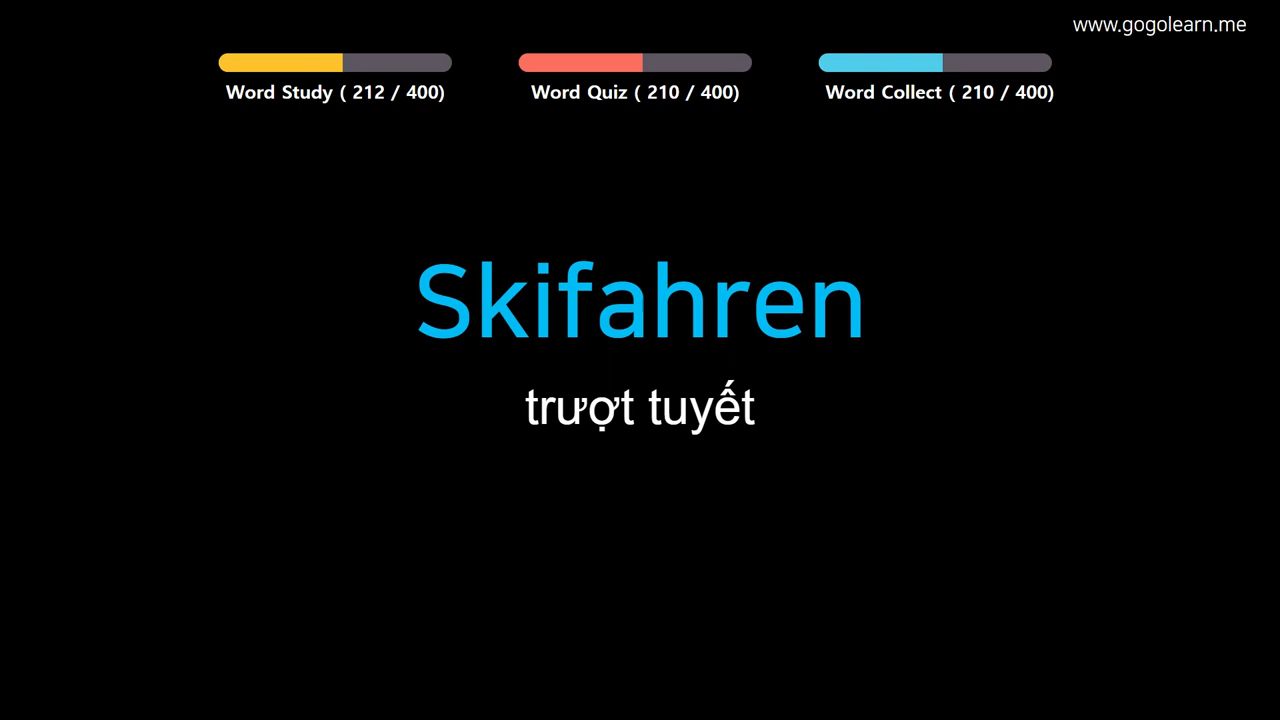 www.gogolearn.me
Word Study ( 212 / 400)
Word Quiz ( 210 / 400)
Word Collect ( 210 / 400)
Skifahren
trượt tuyết